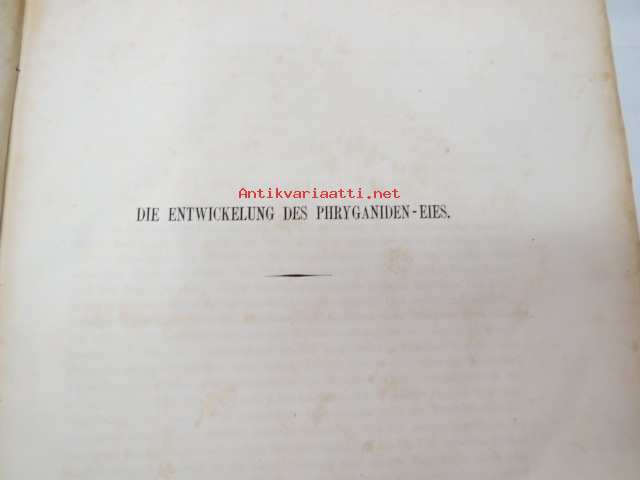 Antikvariaatti.net
DIE ENTWICKELUNG DES PHRYGANIDEN-EIES.